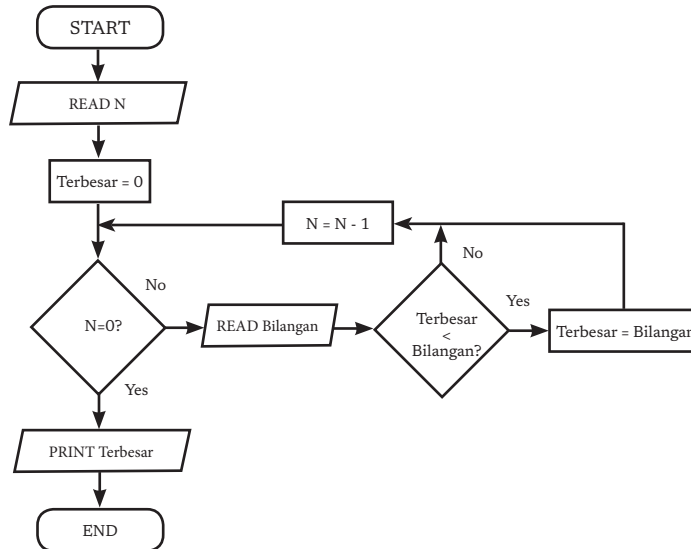 START
READ N
Terbesar = 0
N = N - 1
No
No
Yes
N=0?
READ Bilangan
Terbesar
<
Bilangan?
Terbesar = Bilangan
Yes
PRINT Terbesar
END